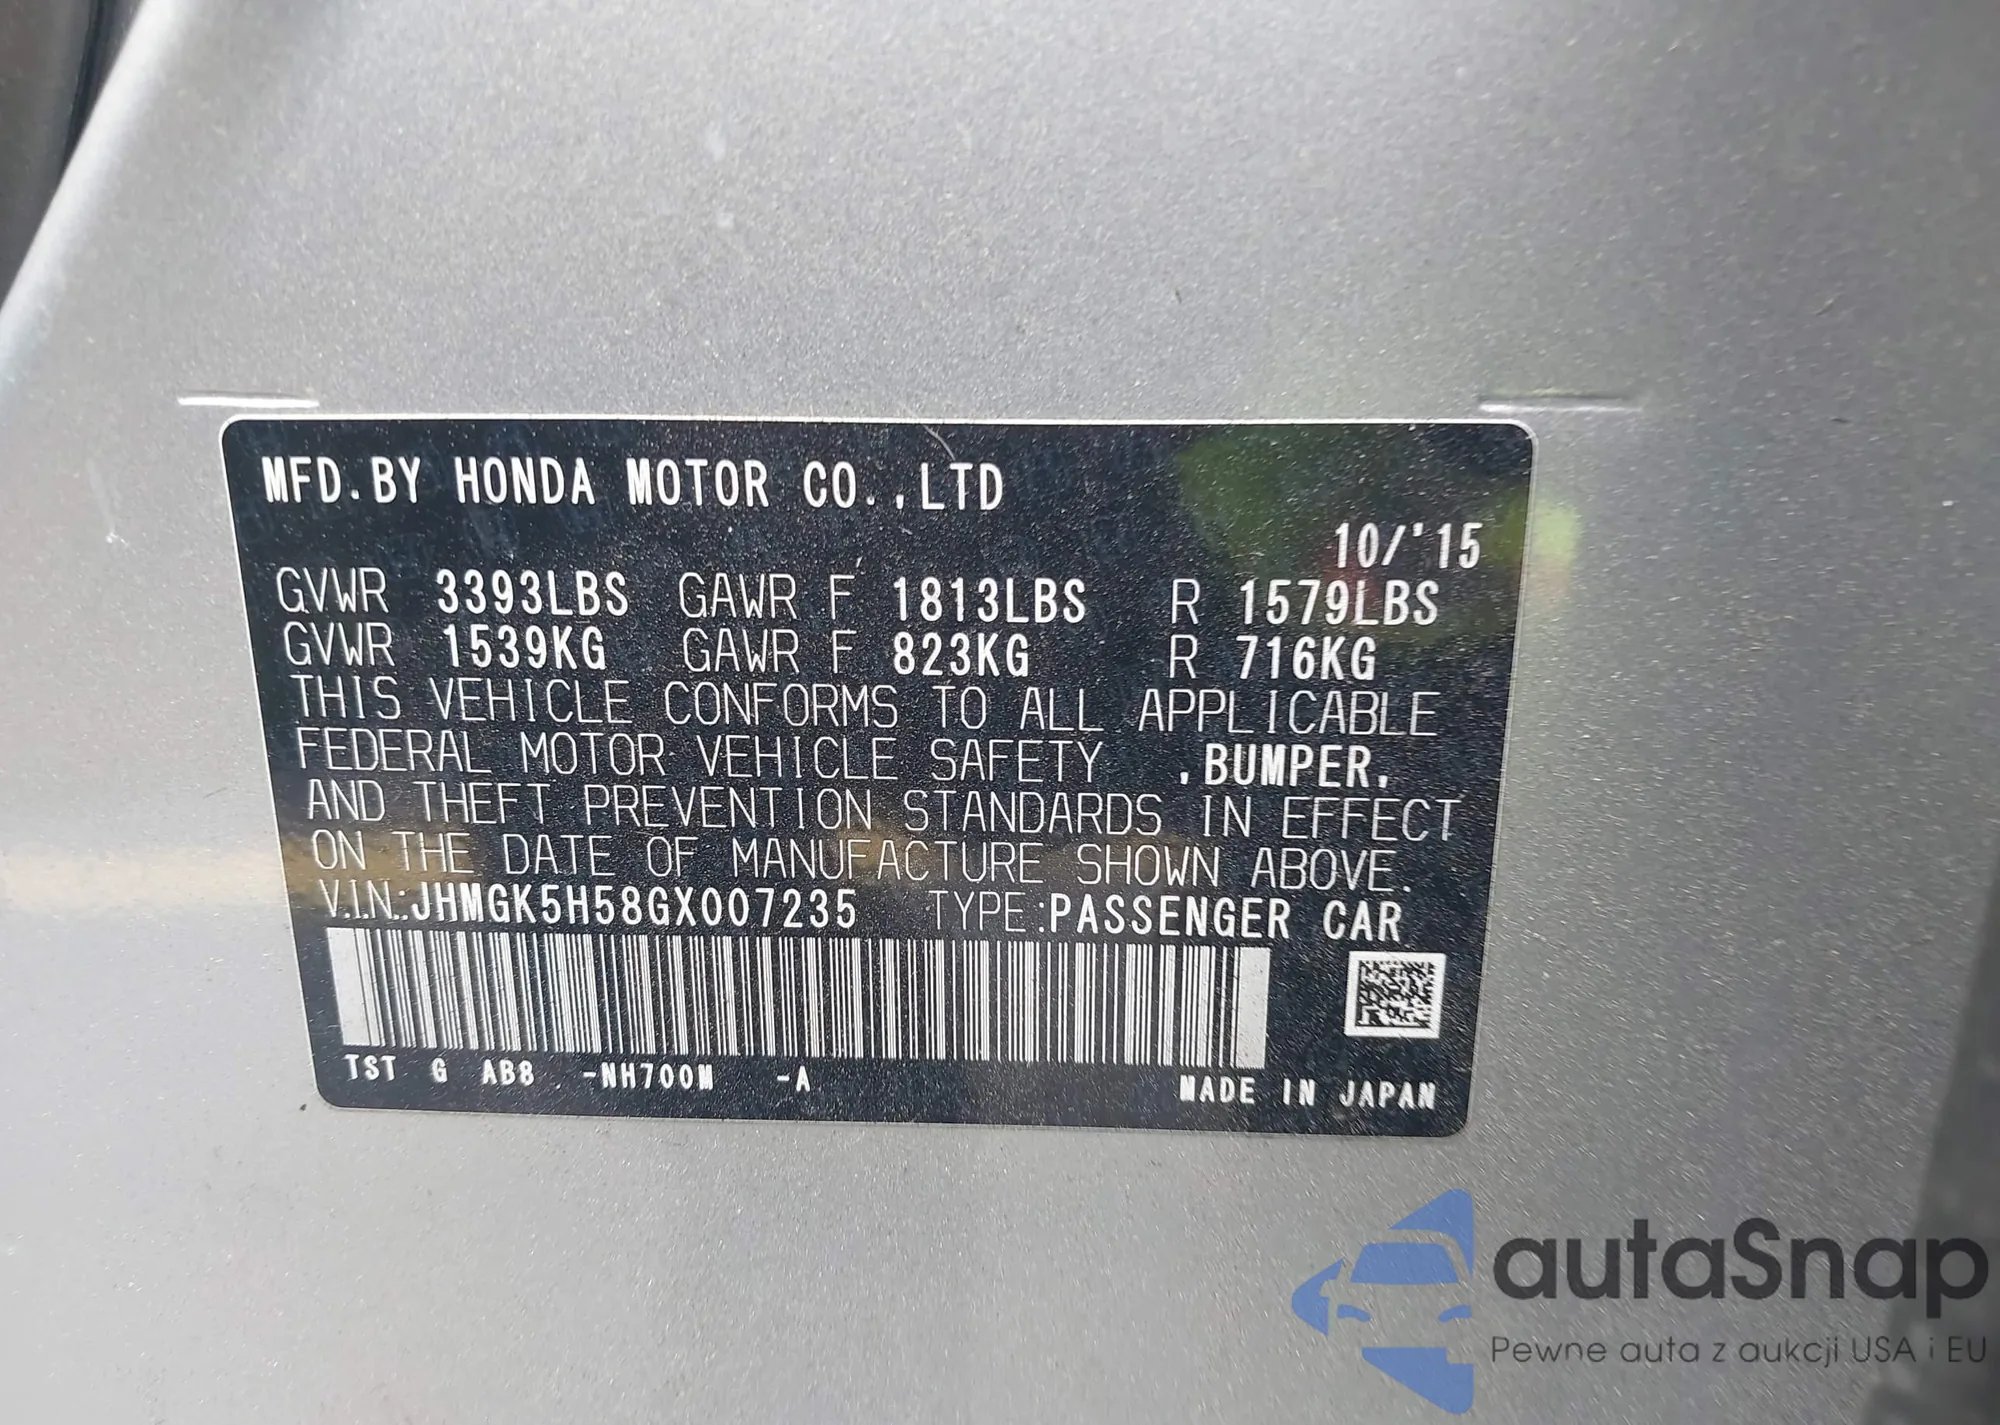 MFD.BY HONDA MOTOR CO.,LTD
10/'15
GVWR 3393LBS GAWR F 1813LBS R 1579LBS
GVWR 1539KG GAWR F 823KG R 716KG
THIS VEHICLE CONFORMS TO ALL APPLICABLE
FEDERAL MOTOR VEHICLE SAFETY ,BUMPER,
AND THEFT PREVENTION STANDARDS IN EFFECT
ON THE DATE OF MANUFACTURE SHOWN ABOVE.
V.I.N.:JHMGK5H58GX007235 TYPE:PASSENGER CAR
TST G AB8 -NH700M -A
MADE IN JAPAN
autaSnap
Pewne auta z aukcji USA i EU